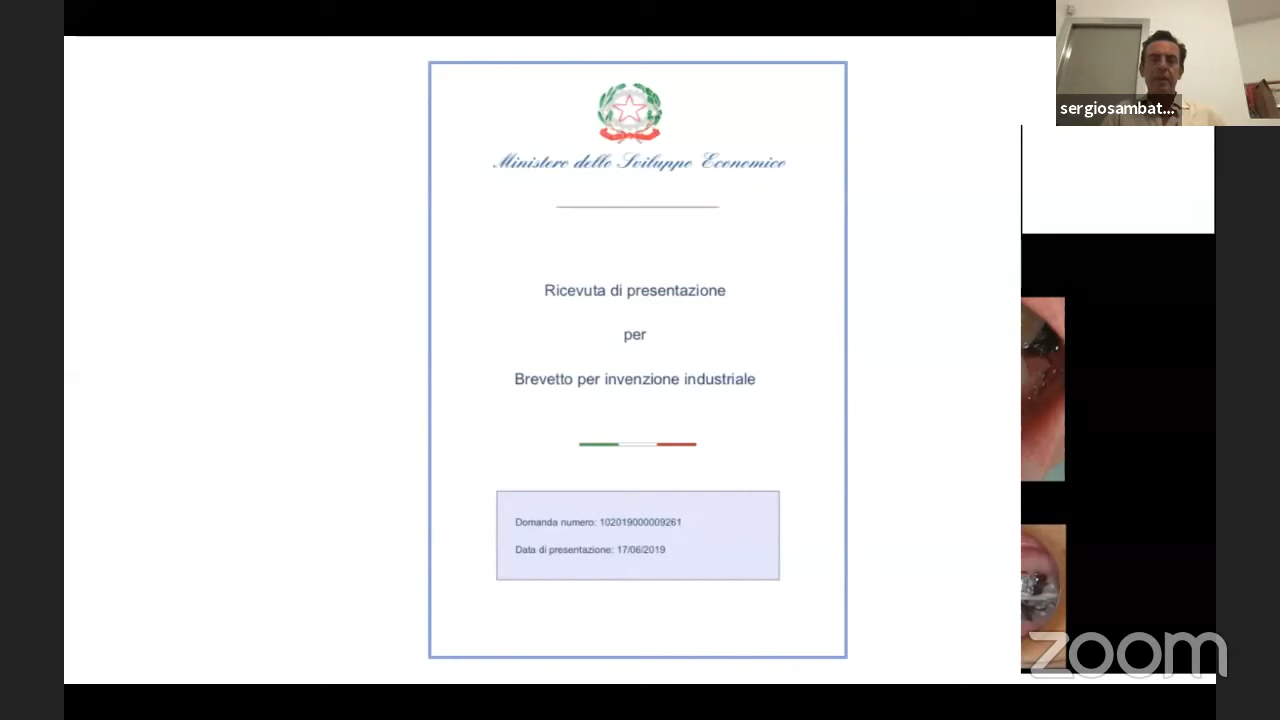 sergiosambat...
Ministero dello Sviluppo Economico
Ricevuta di presentazione
per
Brevetto per invenzione industriale
Domanda numero: 102019000009261
Data di presentazione: 17/06/2019
zoom